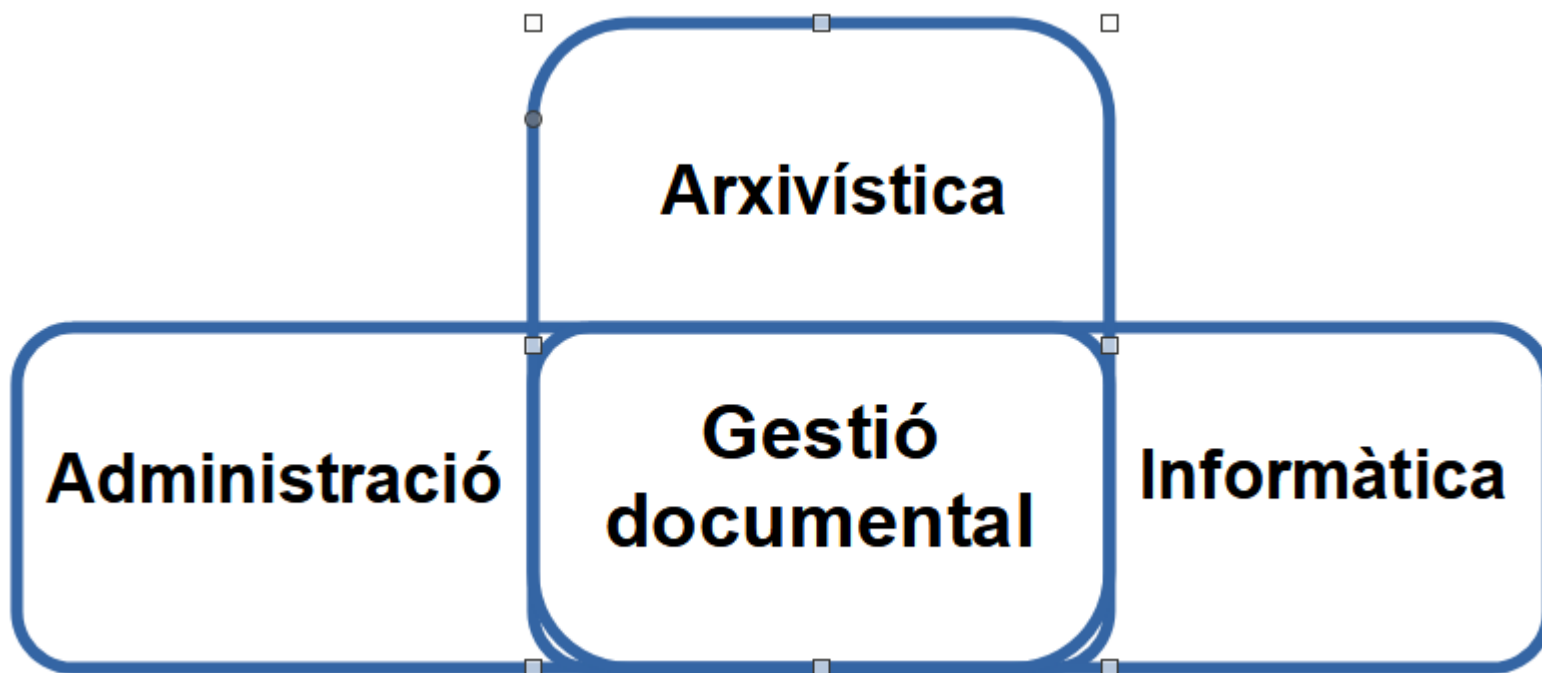 Arxivística
Administració
Gestió
documental
Informàtica